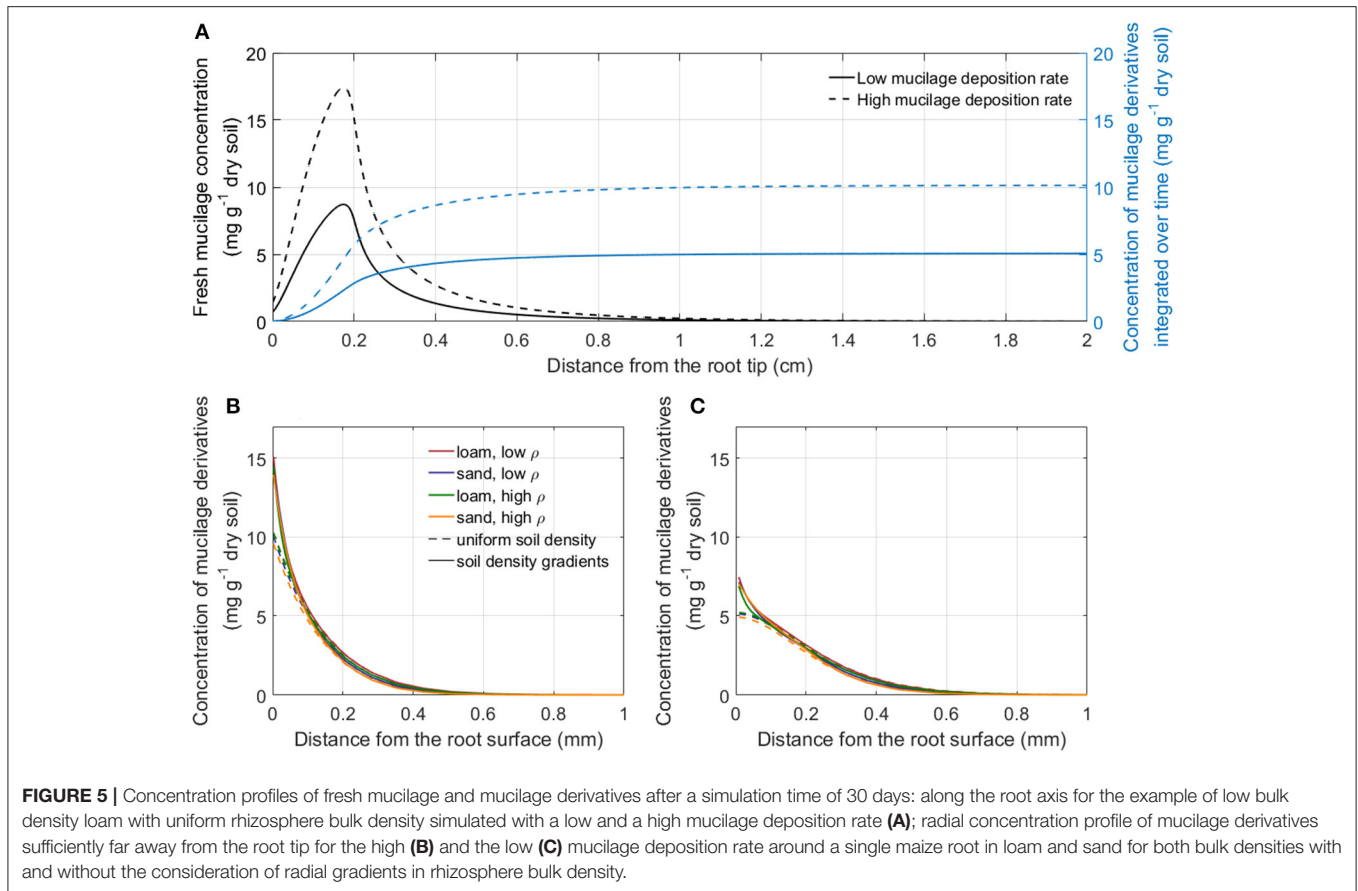 A
Fresh mucilage concentration
(mg g⁻¹ dry soil)
20
15
10
5
0
Low mucilage deposition rate
High mucilage deposition rate
20
15
10
5
0
Concentration of mucilage derivatives
integrated over time (mg g⁻¹ dry soil)
0 0.2 0.4 0.6 0.8 1 1.2 1.4 1.6 1.8 2
Distance from the root tip (cm)
B
Concentration of mucilage derivatives
(mg g⁻¹ dry soil)
15
10
5
0
loam, low ρ
sand, low ρ
loam, high ρ
sand, high ρ
uniform soil density
soil density gradients
0 0.2 0.4 0.6 0.8 1
Distance fom the root surface (mm)
C
Concentration of mucilage derivatives
(mg g⁻¹ dry soil)
15
10
5
0
0 0.2 0.4 0.6 0.8 1
Distance fom the root surface (mm)
FIGURE 5 | Concentration profiles of fresh mucilage and mucilage derivatives after a simulation time of 30 days: along the root axis for the example of low bulk
density loam with uniform rhizosphere bulk density simulated with a low and a high mucilage deposition rate (A); radial concentration profile of mucilage derivatives
sufficiently far away from the root tip for the high (B) and the low (C) mucilage deposition rate around a single maize root in loam and sand for both bulk densities with
and without the consideration of radial gradients in rhizosphere bulk density.